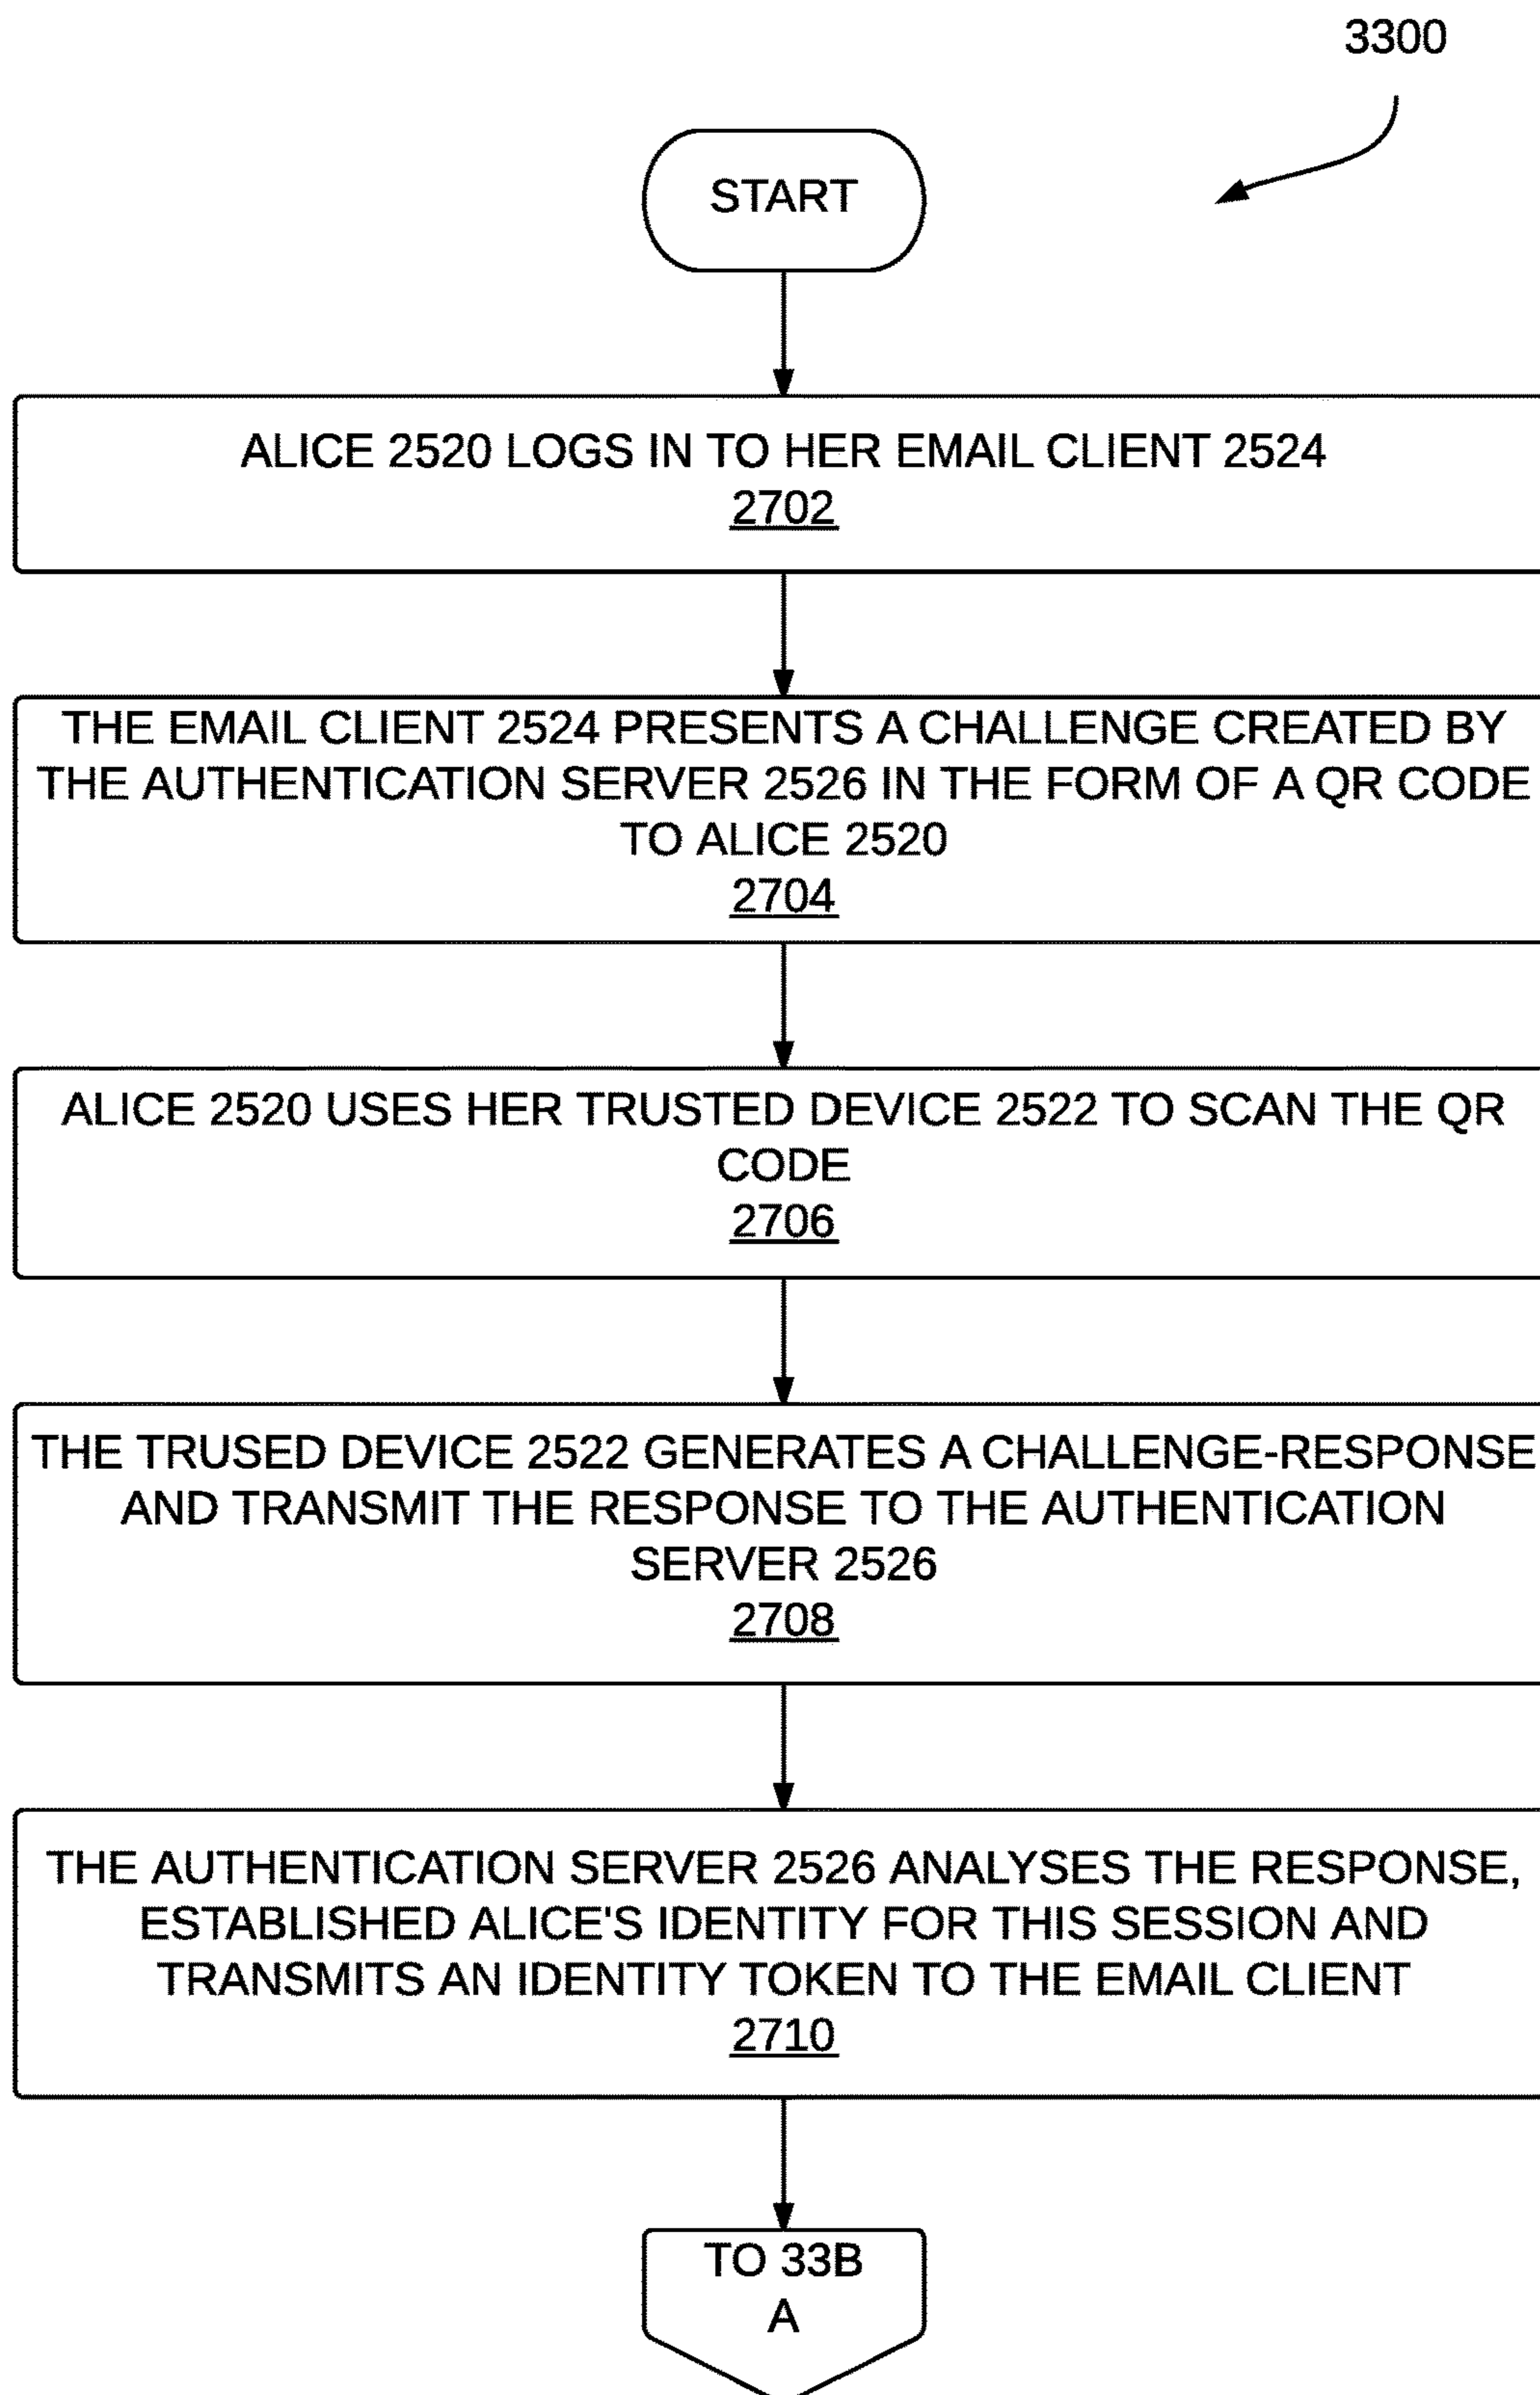 3300
START
ALICE 2520 LOGS IN TO HER EMAIL CLIENT 2524
2702
THE EMAIL CLIENT 2524 PRESENTS A CHALLENGE CREATED BY
THE AUTHENTICATION SERVER 2526 IN THE FORM OF A QR CODE
TO ALICE 2520
2704
ALICE 2520 USES HER TRUSTED DEVICE 2522 TO SCAN THE QR
CODE
2706
THE TRUSED DEVICE 2522 GENERATES A CHALLENGE-RESPONSE
AND TRANSMIT THE RESPONSE TO THE AUTHENTICATION
SERVER 2526
2708
THE AUTHENTICATION SERVER 2526 ANALYSES THE RESPONSE,
ESTABLISHED ALICE'S IDENTITY FOR THIS SESSION AND
TRANSMITS AN IDENTITY TOKEN TO THE EMAIL CLIENT
2710
TO 33B
A